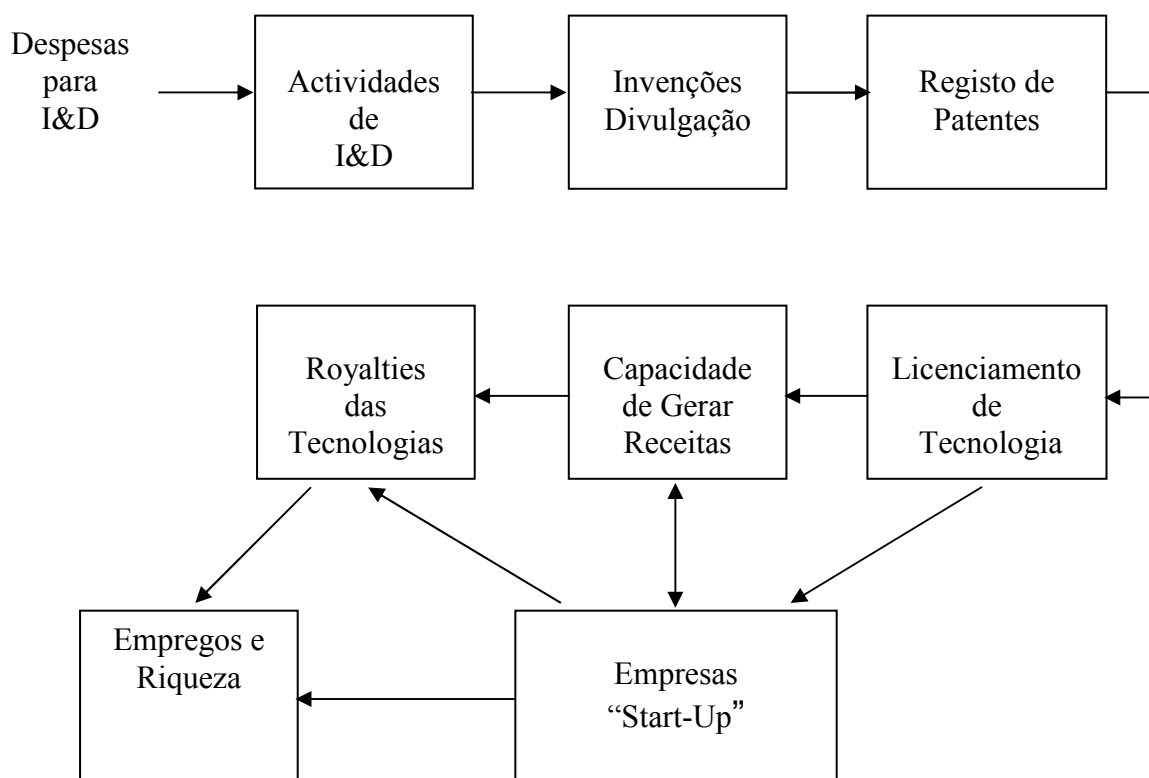 Despesas
para
I&D
Actividades
de
I&D
Invenções
Divulgação
Registo de
Patentes
Royalties
das
Tecnologias
Capacidade
de Gerar
Receitas
Licenciamento
de
Tecnologia
Empregos e
Riqueza
Empresas
“Start-Up”